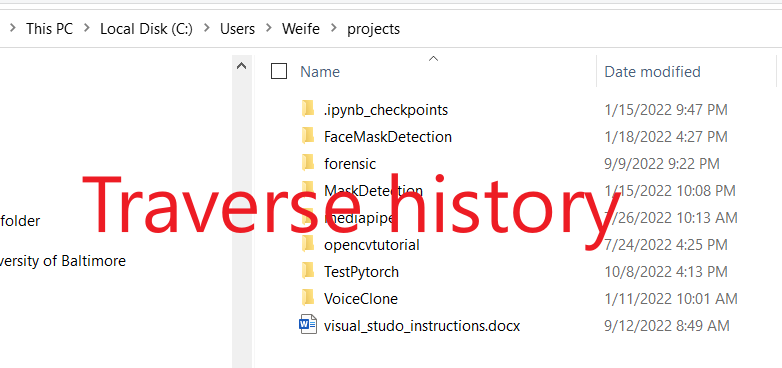 This PC > Local Disk (C:) > Users > Weife > projects
Name Date modified
.ipynb_checkpoints 1/15/2022 9:47 PM
FaceMaskDetection 1/18/2022 4:27 PM
forensic 9/9/2022 9:22 PM
MaskDetection 1/15/2022 10:08 PM
Traverse history
folder
mediapipe 7/26/2022 10:13 AM
opencvtutorial 7/24/2022 4:25 PM
versity of Baltimore
TestPytorch 10/8/2022 4:13 PM
VoiceClone 1/11/2022 10:01 AM
visual_studo_instructions.docx 9/12/2022 8:49 AM